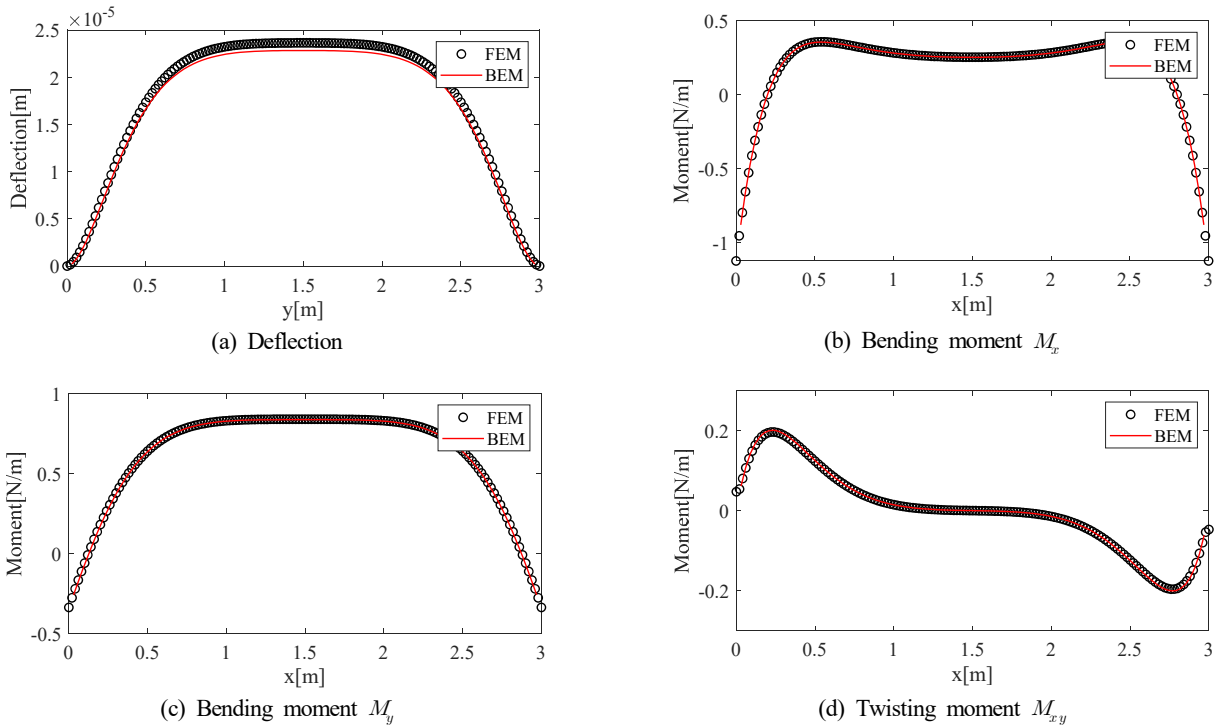 ×10⁻⁵
2.5
2
1.5
1
0.5
0
Deflection[m]
FEM
BEM
0 0.5 1 1.5 2 2.5 3
y[m]
(a) Deflection
0.5
0
-0.5
-1
Moment[N/m]
FEM
BEM
0 0.5 1 1.5 2 2.5 3
x[m]
(b) Bending moment Mₓ
1
0.5
0
-0.5
Moment[N/m]
FEM
BEM
0 0.5 1 1.5 2 2.5 3
x[m]
(c) Bending moment M_y
0.2
0
-0.2
Moment[N/m]
FEM
BEM
0 0.5 1 1.5 2 2.5 3
x[m]
(d) Twisting moment M_xy